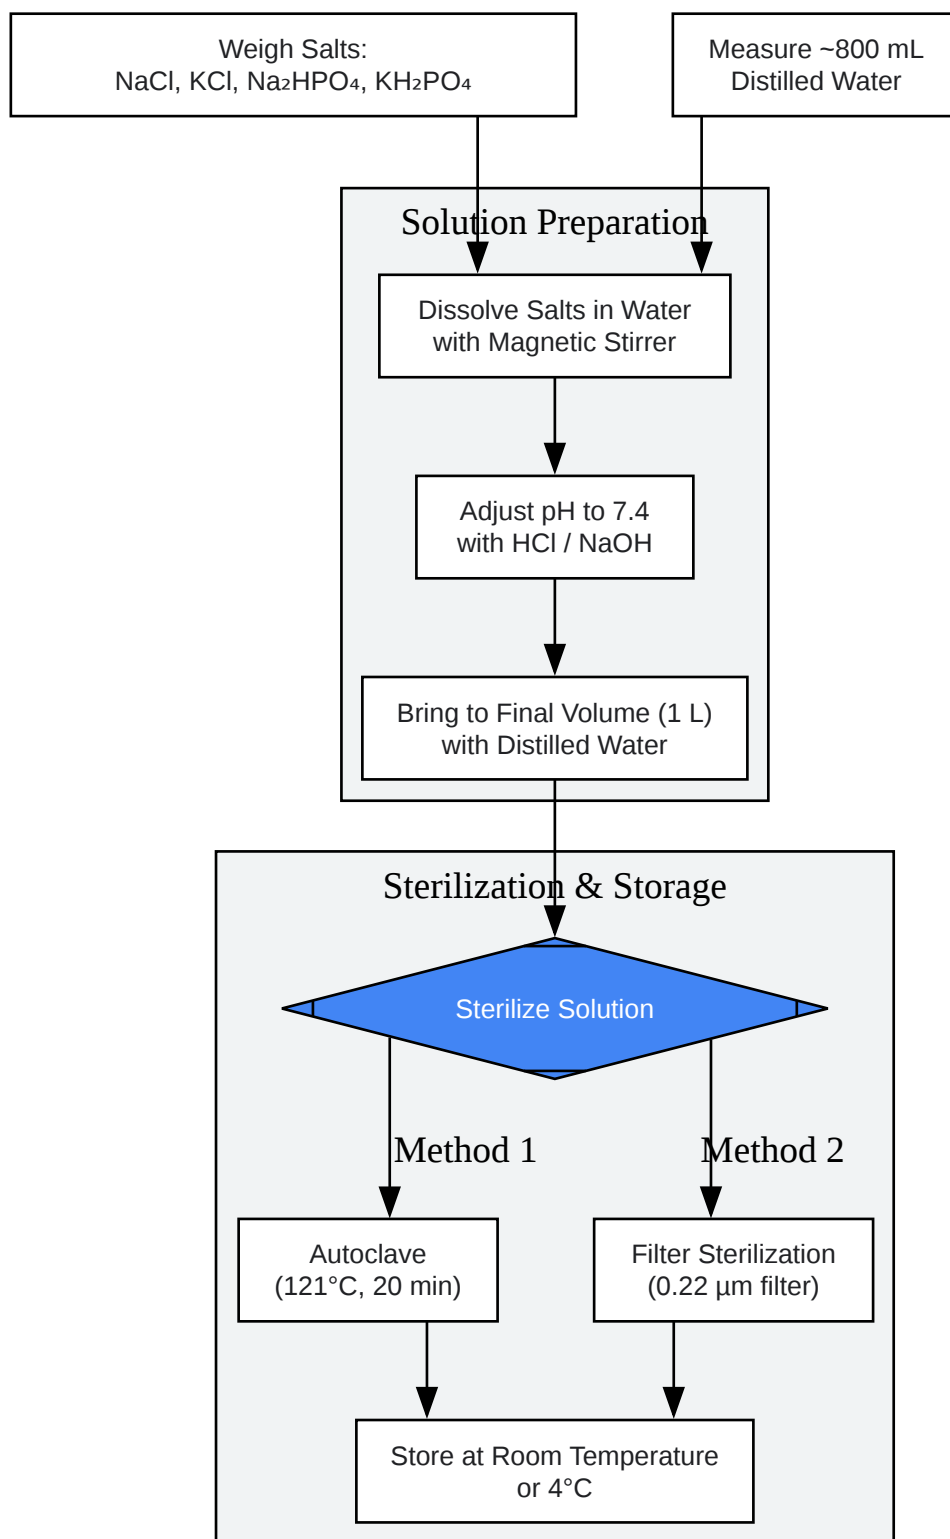 Weigh Salts:
NaCl, KCl, Na₂HPO₄, KH₂PO₄
Measure ~800 mL
Distilled Water
Solution Preparation
Dissolve Salts in Water
with Magnetic Stirrer
Adjust pH to 7.4
with HCl / NaOH
Bring to Final Volume (1 L)
with Distilled Water
Sterilization & Storage
Sterilize Solution
Method 1
Method 2
Autoclave
(121°C, 20 min)
Filter Sterilization
(0.22 µm filter)
Store at Room Temperature
or 4°C